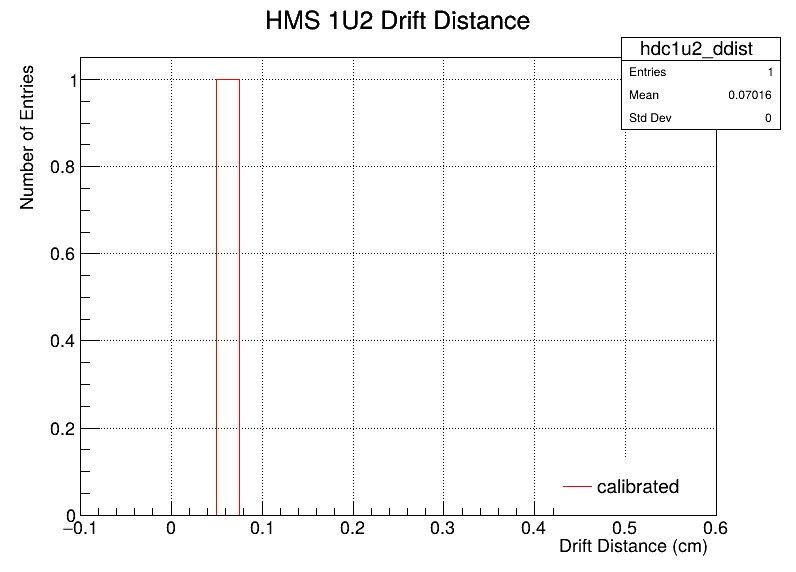 HMS 1U2 Drift Distance
hdc1u2_ddist
Entries 1
Mean 0.07016
Std Dev 0
Number of Entries
1
0.8
0.6
0.4
0.2
0
−0.1 0 0.1 0.2 0.3 0.4 0.5 0.6
Drift Distance (cm)
calibrated